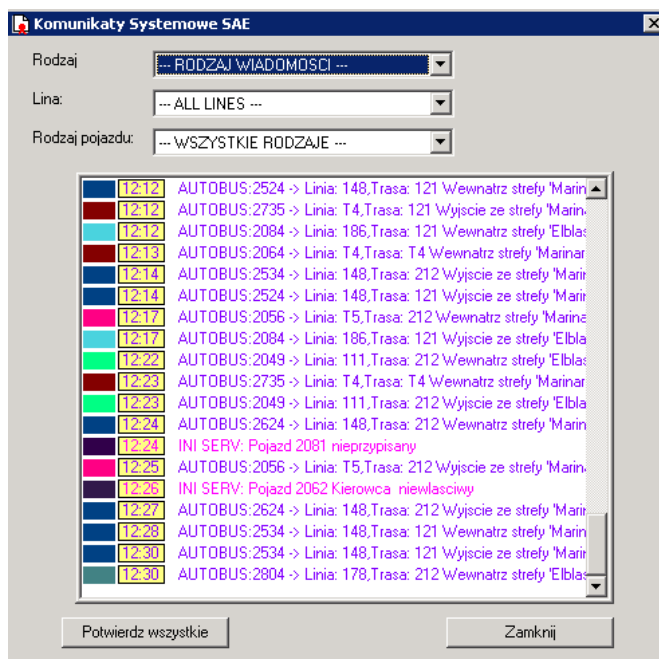 Komunikaty Systemowe SAE
Rodzaj
--- RODZAJ WIADOMOSCI ---
Lina:
--- ALL LINES ---
Rodzaj pojazdu:
--- WSZYSTKIE RODZAJE ---
12:12 AUTOBUS:2524 -> Linia: 148,Trasa: 121 Wewnatrz strefy 'Marin
12:12 AUTOBUS:2735 -> Linia: T4,Trasa: 121 Wyjscie ze strefy 'Marina
12:12 AUTOBUS:2084 -> Linia: 186,Trasa: 121 Wewnatrz strefy 'Elblas
12:13 AUTOBUS:2064 -> Linia: T4,Trasa: T4 Wewnatrz strefy 'Marinar
12:14 AUTOBUS:2534 -> Linia: 148,Trasa: 212 Wyjscie ze strefy 'Marin
12:14 AUTOBUS:2524 -> Linia: 148,Trasa: 121 Wyjscie ze strefy 'Marin
12:17 AUTOBUS:2056 -> Linia: T5,Trasa: 212 Wewnatrz strefy 'Marina
12:17 AUTOBUS:2084 -> Linia: 186,Trasa: 121 Wyjscie ze strefy 'Elbla
12:22 AUTOBUS:2049 -> Linia: 111,Trasa: 212 Wewnatrz strefy 'Elblas
12:23 AUTOBUS:2735 -> Linia: T4,Trasa: T4 Wewnatrz strefy 'Marinar
12:23 AUTOBUS:2049 -> Linia: 111,Trasa: 212 Wyjscie ze strefy 'Elbla
12:24 AUTOBUS:2624 -> Linia: 148,Trasa: 212 Wewnatrz strefy 'Marin
12:24 INI SERV: Pojazd 2081 nieprzypisany
12:25 AUTOBUS:2056 -> Linia: T5,Trasa: 212 Wyjscie ze strefy 'Marina
12:26 INI SERV: Pojazd 2062 Kierowca niewlasciwy
12:27 AUTOBUS:2624 -> Linia: 148,Trasa: 212 Wyjscie ze strefy 'Marin
12:28 AUTOBUS:2534 -> Linia: 148,Trasa: 121 Wewnatrz strefy 'Marin
12:30 AUTOBUS:2534 -> Linia: 148,Trasa: 121 Wyjscie ze strefy 'Marin
12:30 AUTOBUS:2804 -> Linia: 178,Trasa: 212 Wewnatrz strefy 'Elblas
Potwierdz wszystkie
Zamknij